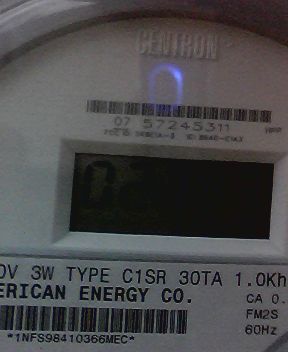 CENTRON
07 57245311
0V 3W TYPE C1SR 30TA 1.0Kh
ERICAN ENERGY CO.
CA 0.
FM2S
60Hz
*1NFS98410366MEC*